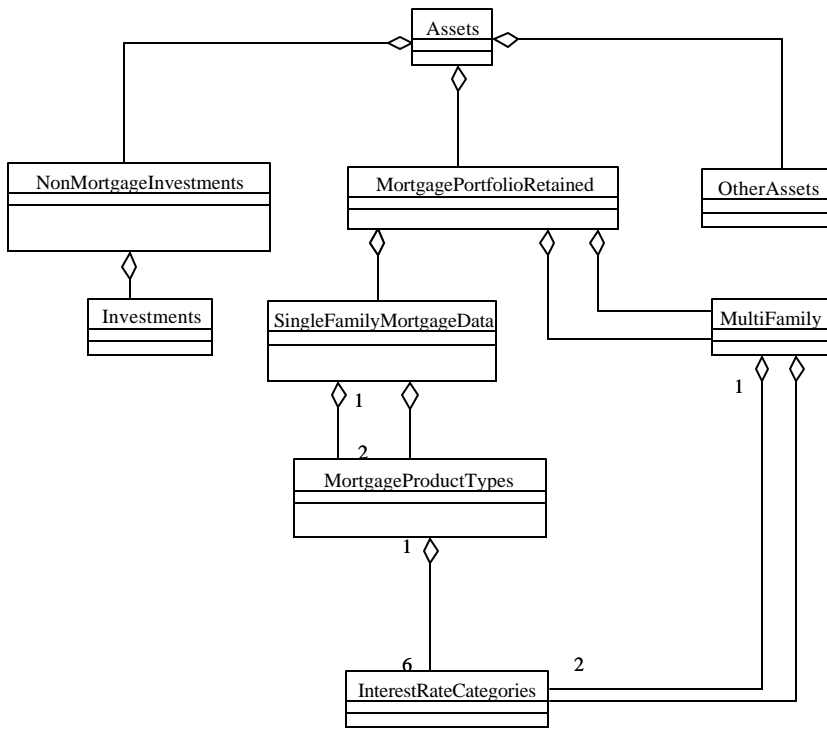 Assets
NonMortgageInvestments
MortgagePortfolioRetained
OtherAssets
Investments
SingleFamilyMortgageData
MultiFamily
1
1
2
MortgageProductTypes
1
6
2
InterestRateCategories